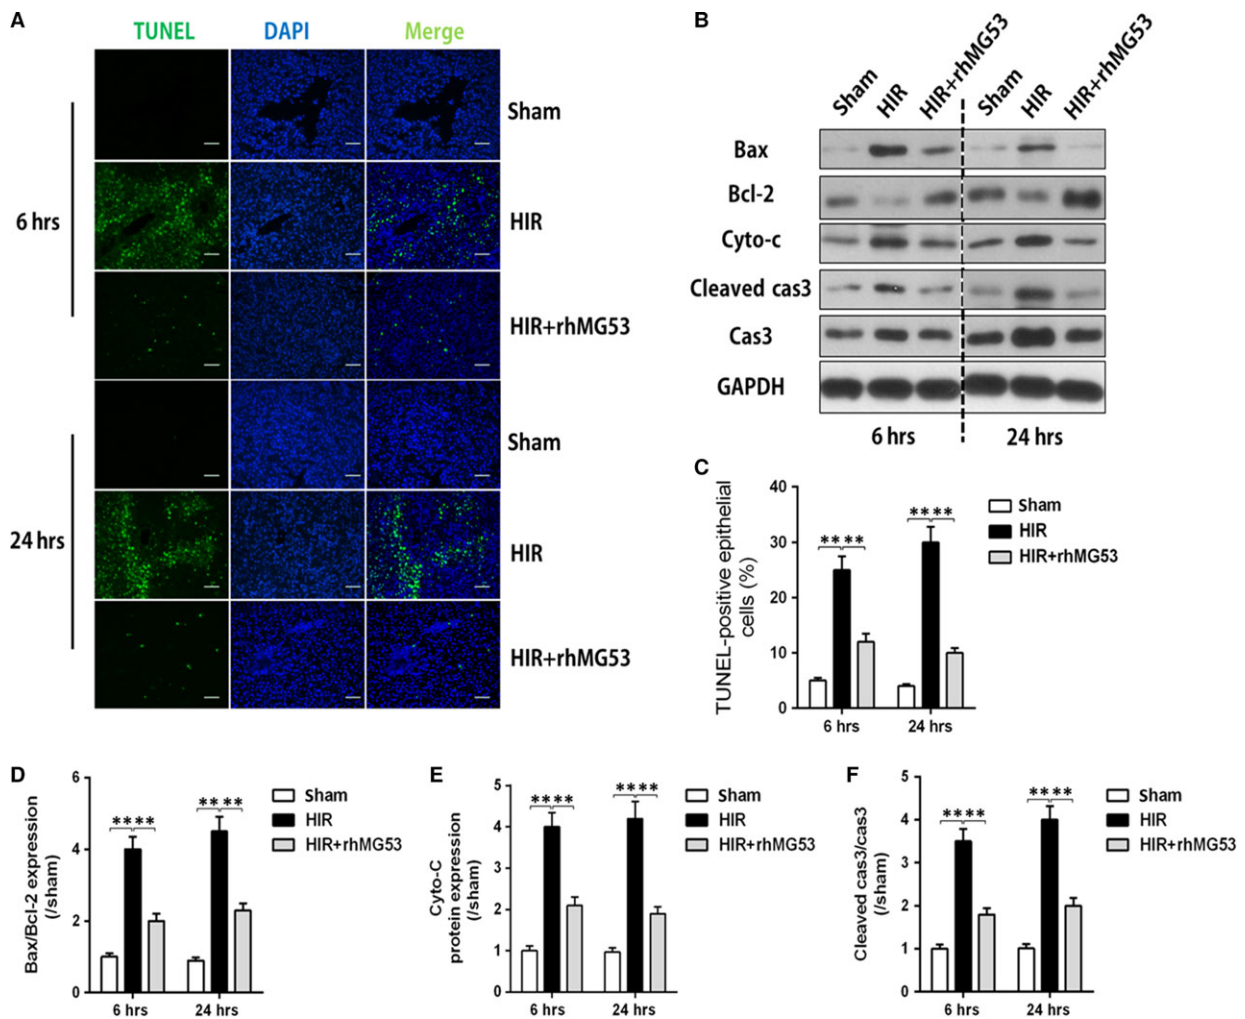 A
TUNEL DAPI Merge
6 hrs
Sham
HIR
HIR+rhMG53
24 hrs
Sham
HIR
HIR+rhMG53
B
Sham HIR HIR+rhMG53 Sham HIR HIR+rhMG53
Bax
Bcl-2
Cyto-c
Cleaved cas3
Cas3
GAPDH
6 hrs 24 hrs
C
TUNEL-positive epithelial
cells (%)
40
30
20
10
0
** ** ** **
6 hrs 24 hrs
Sham
HIR
HIR+rhMG53
D
Bax/Bcl-2 expression
(/sham)
6
4
2
0
** ** ** **
6 hrs 24 hrs
Sham
HIR
HIR+rhMG53
E
Cyto-C
protein expression
(/sham)
5
4
3
2
1
0
** ** ** **
6 hrs 24 hrs
Sham
HIR
HIR+rhMG53
F
Cleaved cas3/cas3
(/sham)
5
4
3
2
1
0
** ** ** **
6 hrs 24 hrs
Sham
HIR
HIR+rhMG53